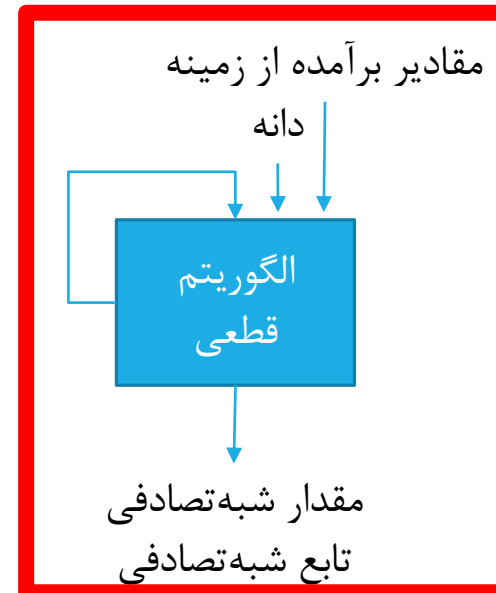 مقادیر برآمده از زمینه
دانه
الگوریتم
قطعی
مقدار شبه‌تصادفی
تابع شبه‌تصادفی